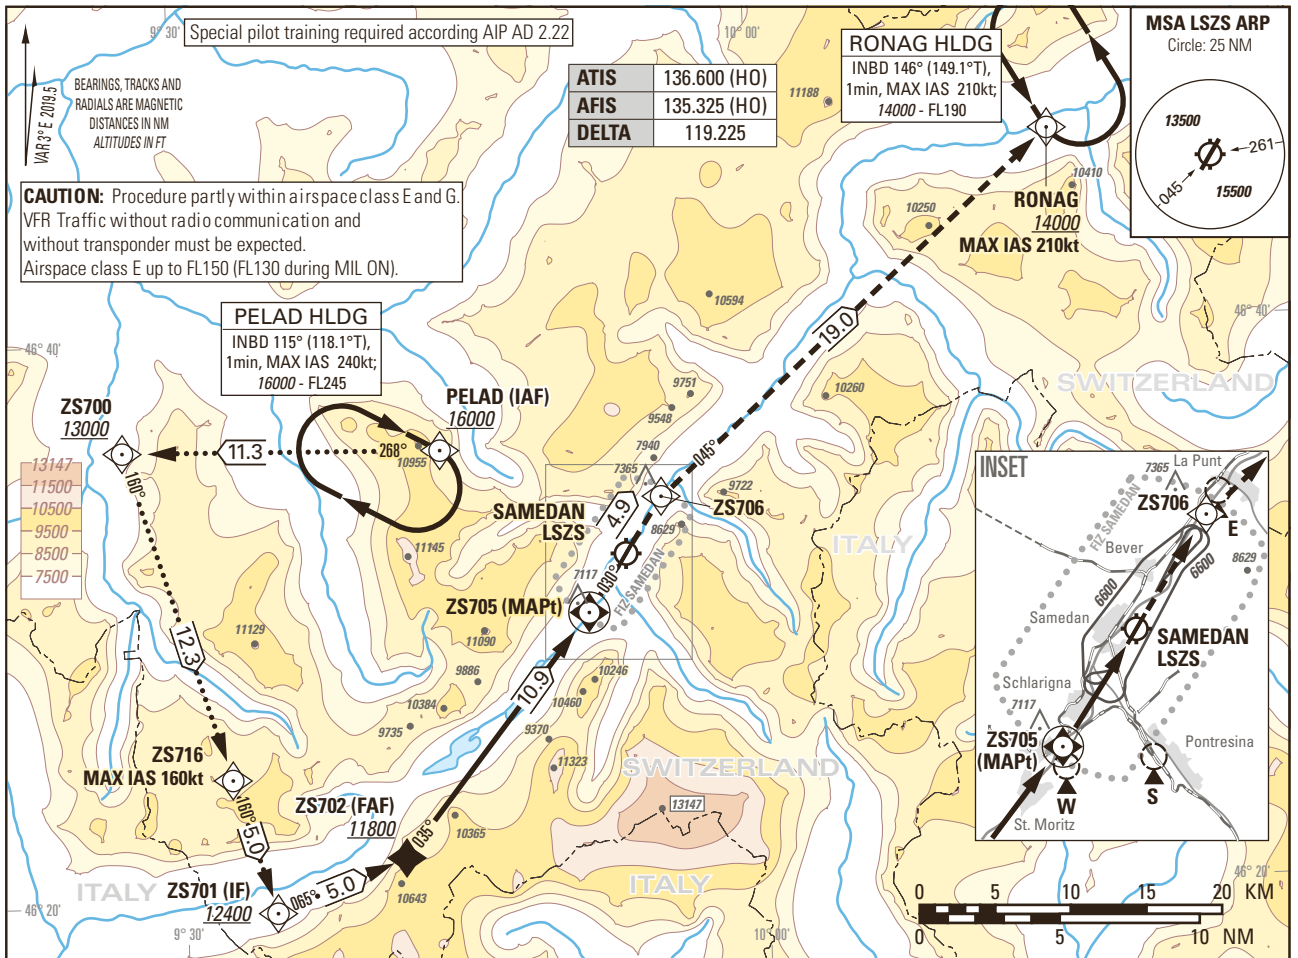 9° 30'
Special pilot training required according AIP AD 2.22
10° 00'
VAR 3° E 2019.5
BEARINGS, TRACKS AND
RADIALS ARE MAGNETIC
DISTANCES IN NM
ALTITUDES IN FT
ATIS 136.600 (HO)
AFIS 135.325 (HO)
DELTA 119.225
11188
RONAG HLDG
INBD 146° (149.1°T),
1min, MAX IAS 210kt;
14000 - FL190
MSA LSZS ARP
Circle: 25 NM
13500
261
045
15500
CAUTION: Procedure partly within airspace class E and G.
VFR Traffic without radio communication and
without transponder must be expected.
Airspace class E up to FL150 (FL130 during MIL ON).
10410
10250
RONAG
14000
MAX IAS 210kt
10594
46° 40'
46° 40'
PELAD HLDG
INBD 115° (118.1°T),
1min, MAX IAS 240kt;
16000 - FL245
19.0
SWITZERLAND
9751
9548
10260
PELAD (IAF)
16000
ZS700
13000
11.3
268°
10955
7940
7365
045°
9722
13147
11500
10500
9500
8500
7500
160°
SAMEDAN
LSZS
4.9
ZS706
8629
ITALY
11145
7117
030°
FIZ SAMEDAN
ZS705 (MAPt)
11129
11090
12.3
9886
10246
10460
10.9
10384
9735
9370
11323
SWITZERLAND
ZS716
MAX IAS 160kt
13147
160°
5.0
ZS702 (FAF)
11800
035°
10365
ITALY
ZS701 (IF)
12400
065°
5.0
10643
ITALY
46° 20'
46° 20'
9° 30'
10° 00'
INSET
La Punt
7365
ZS706
E
FIZ SAMEDAN
Bever
8629
6600
6600
Samedan
SAMEDAN
LSZS
Schlarigna
7117
ZS705
(MAPt)
Pontresina
W
S
St. Moritz
0 5 10 15 20 KM
0 5 10 NM